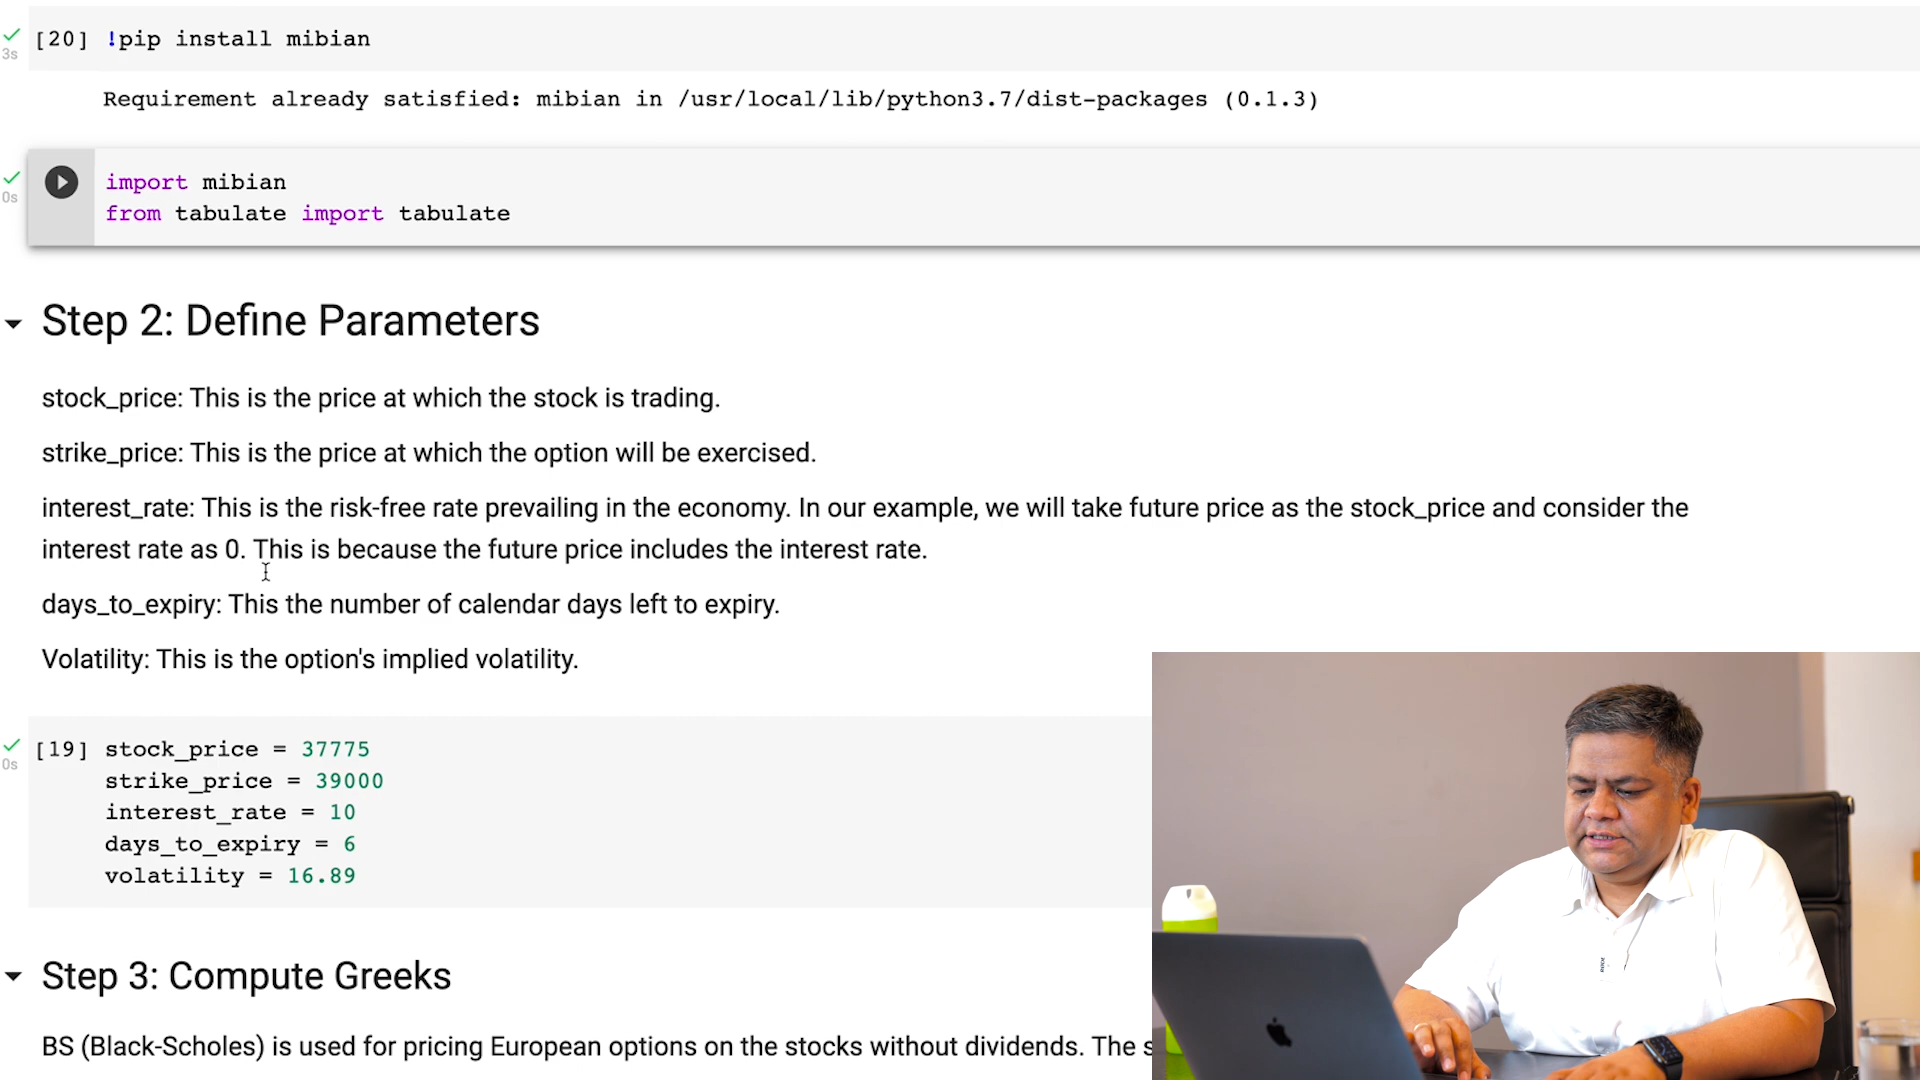 3s
[20] !pip install mibian
Requirement already satisfied: mibian in /usr/local/lib/python3.7/dist-packages (0.1.3)
0s
import mibian
from tabulate import tabulate
Step 2: Define Parameters
stock_price: This is the price at which the stock is trading.
strike_price: This is the price at which the option will be exercised.
interest_rate: This is the risk-free rate prevailing in the economy. In our example, we will take future price as the stock_price and consider the
interest rate as 0. This is because the future price includes the interest rate.
days_to_expiry: This the number of calendar days left to expiry.
Volatility: This is the option's implied volatility.
[19] stock_price = 37775
0s
strike_price = 39000
interest_rate = 10
days_to_expiry = 6
volatility = 16.89
Step 3: Compute Greeks
BS (Black-Scholes) is used for pricing European options on the stocks without dividends. The